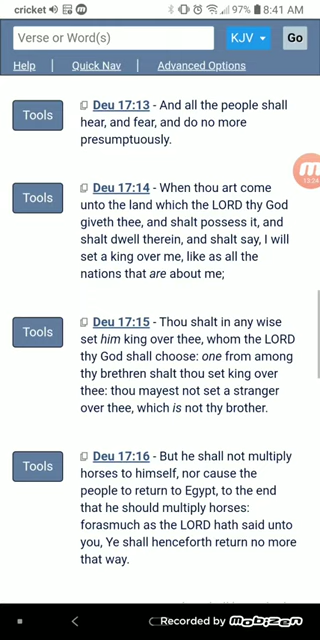 cricket 97% 8:41 AM
Verse or Word(s) KJV Go
Help | Quick Nav | Advanced Options
Tools
Deu 17:13 - And all the people shall
hear, and fear, and do no more
presumptuously.
Tools
Deu 17:14 - When thou art come
unto the land which the LORD thy God
giveth thee, and shalt possess it, and
shalt dwell therein, and shalt say, I will
set a king over me, like as all the
nations that are about me;
13:24
Tools
Deu 17:15 - Thou shalt in any wise
set him king over thee, whom the LORD
thy God shall choose: one from among
thy brethren shalt thou set king over
thee: thou mayest not set a stranger
over thee, which is not thy brother.
Tools
Deu 17:16 - But he shall not multiply
horses to himself, nor cause the
people to return to Egypt, to the end
that he should multiply horses:
forasmuch as the LORD hath said unto
you, Ye shall henceforth return no more
that way.
Recorded by mobizen